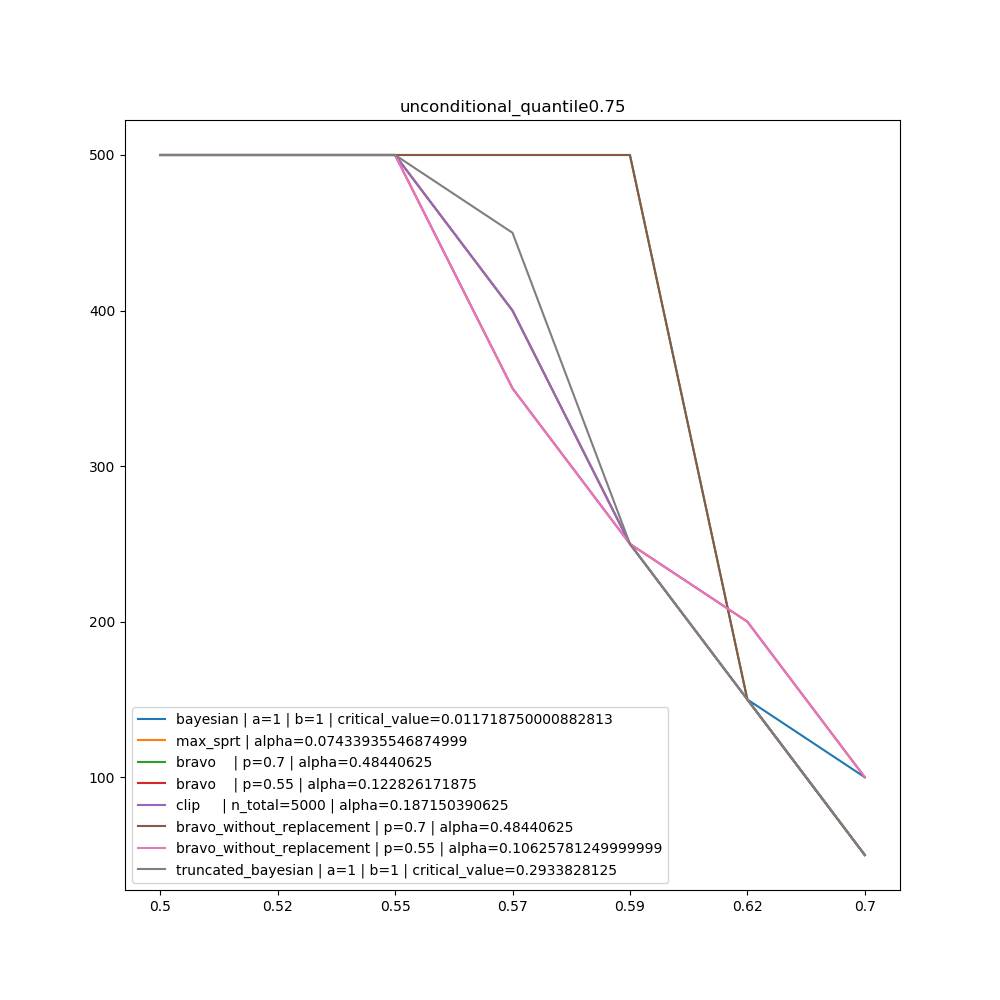 unconditional_quantile0.75
500
400
300
200
100
bayesian | a=1 | b=1 | critical_value=0.011718750000882813
max_sprt | alpha=0.07433935546874999
bravo    | p=0.7 | alpha=0.48440625
bravo    | p=0.55 | alpha=0.122826171875
clip     | n_total=5000 | alpha=0.187150390625
bravo_without_replacement | p=0.7 | alpha=0.48440625
bravo_without_replacement | p=0.55 | alpha=0.10625781249999999
truncated_bayesian | a=1 | b=1 | critical_value=0.2933828125
0.5 0.52 0.55 0.57 0.59 0.62 0.7